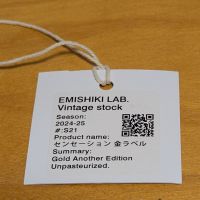 EMISHIKI LAB.
Vintage stock
Season:
2024-25
#:S21
Product name:
センセーション 金ラベル
Summary:
Gold Another Edition
Unpasteurized.